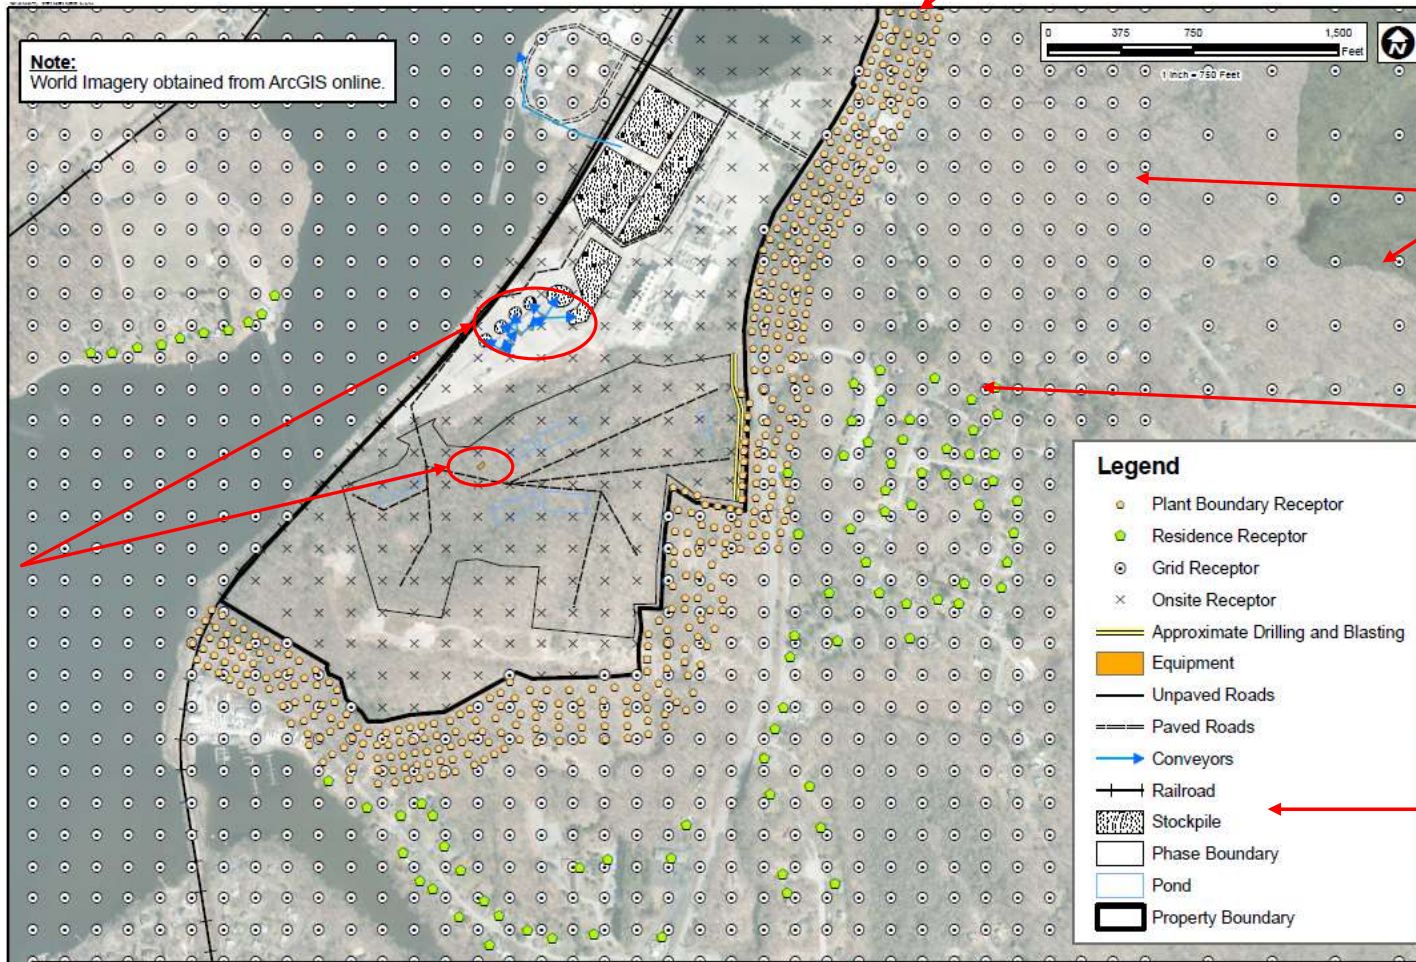 Note:
World Imagery obtained from ArcGIS online.
0 375 750 1,500
Feet
1 inch = 750 Feet
N
Legend
Plant Boundary Receptor
Residence Receptor
Grid Receptor
Onsite Receptor
Approximate Drilling and Blasting
Equipment
Unpaved Roads
Paved Roads
Conveyors
Railroad
Stockpile
Phase Boundary
Pond
Property Boundary